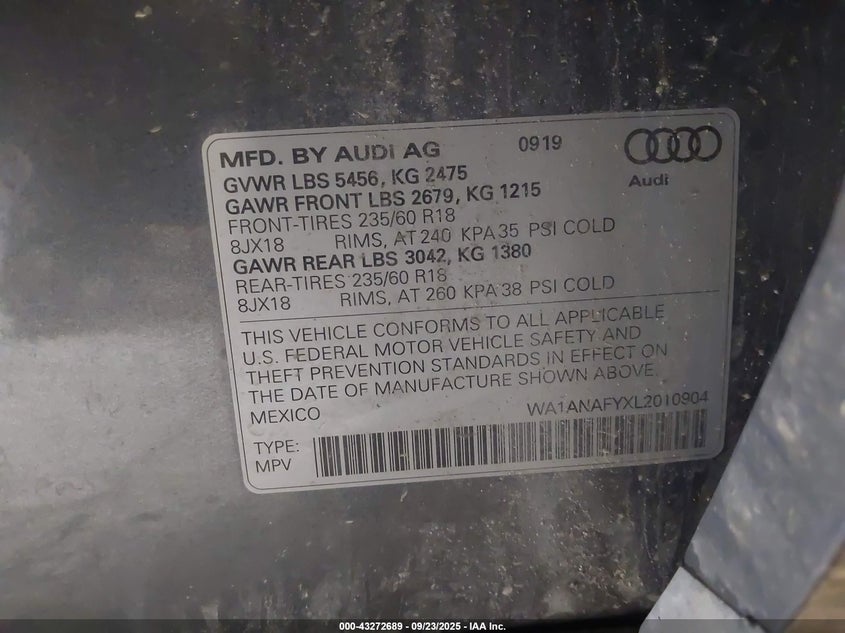 MFD. BY AUDI AG 0919
Audi
GVWR LBS 5456, KG 2475
GAWR FRONT LBS 2679, KG 1215
FRONT-TIRES 235/60 R18
8JX18 RIMS, AT 240 KPA 35 PSI COLD
GAWR REAR LBS 3042, KG 1380
REAR-TIRES 235/60 R18
8JX18 RIMS, AT 260 KPA 38 PSI COLD
THIS VEHICLE CONFORMS TO ALL APPLICABLE
U.S. FEDERAL MOTOR VEHICLE SAFETY AND
THEFT PREVENTION STANDARDS IN EFFECT ON
THE DATE OF MANUFACTURE SHOWN ABOVE.
MEXICO WA1ANAFYXL2010904
TYPE:
MPV
000-43272689 - 09/23/2025 - IAA Inc.